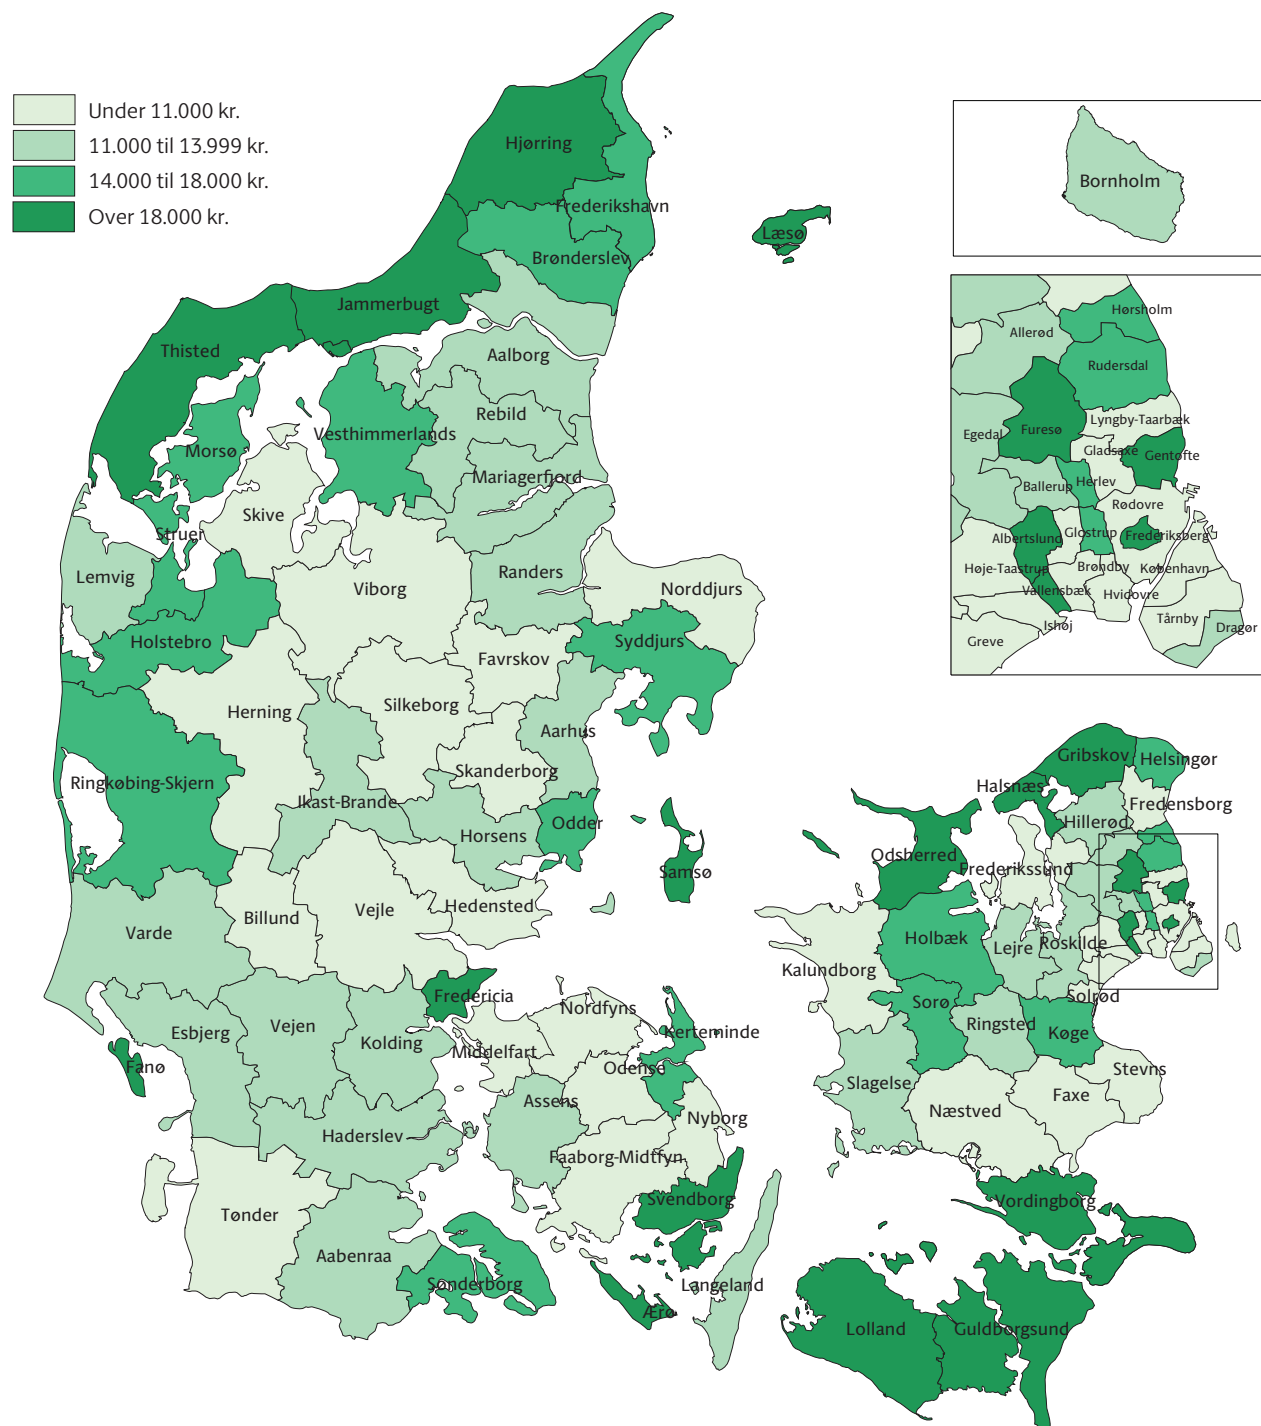 Under 11.000 kr.
11.000 til 13.999 kr.
14.000 til 18.000 kr.
Over 18.000 kr.
Hjørring
Frederikshavn
Læsø
Brønderslev
Jammerbugt
Thisted
Aalborg
Rebild
Vesthimmerlands
Morsø
Mariagerfjord
Skive
Struer
Lemvig
Viborg
Randers
Norddjurs
Holstebro
Syddjurs
Favrskov
Silkeborg
Herning
Aarhus
Skanderborg
Ringkøbing-Skjern
Ikast-Brande
Horsens
Odder
Samsø
Hedensted
Vejle
Billund
Varde
Fredericia
Esbjerg
Vejen
Kolding
Fanø
Haderslev
Tønder
Aabenraa
Sønderborg
Middelfart
Nordfyns
Kerteminde
Odense
Assens
Nyborg
Faaborg-Midtfyn
Svendborg
Langeland
Ærø
Bornholm
Hørsholm
Allerød
Rudersdal
Lyngby-Taarbæk
Furesø
Egedal
Gladsaxe
Gentofte
Ballerup
Herlev
Rødovre
Albertslund
Glostrup
Frederiksberg
Høje-Taastrup
Brøndby
København
Vallensbæk
Hvidovre
Tårnby
Ishøj
Dragør
Greve
Gribskov
Helsingør
Halsnæs
Fredensborg
Hillerød
Odsherred
Frederikssund
Holbæk
Lejre
Roskilde
Kalundborg
Solrød
Sorø
Ringsted
Køge
Stevns
Slagelse
Faxe
Næstved
Vordingborg
Lolland
Guldborgsund